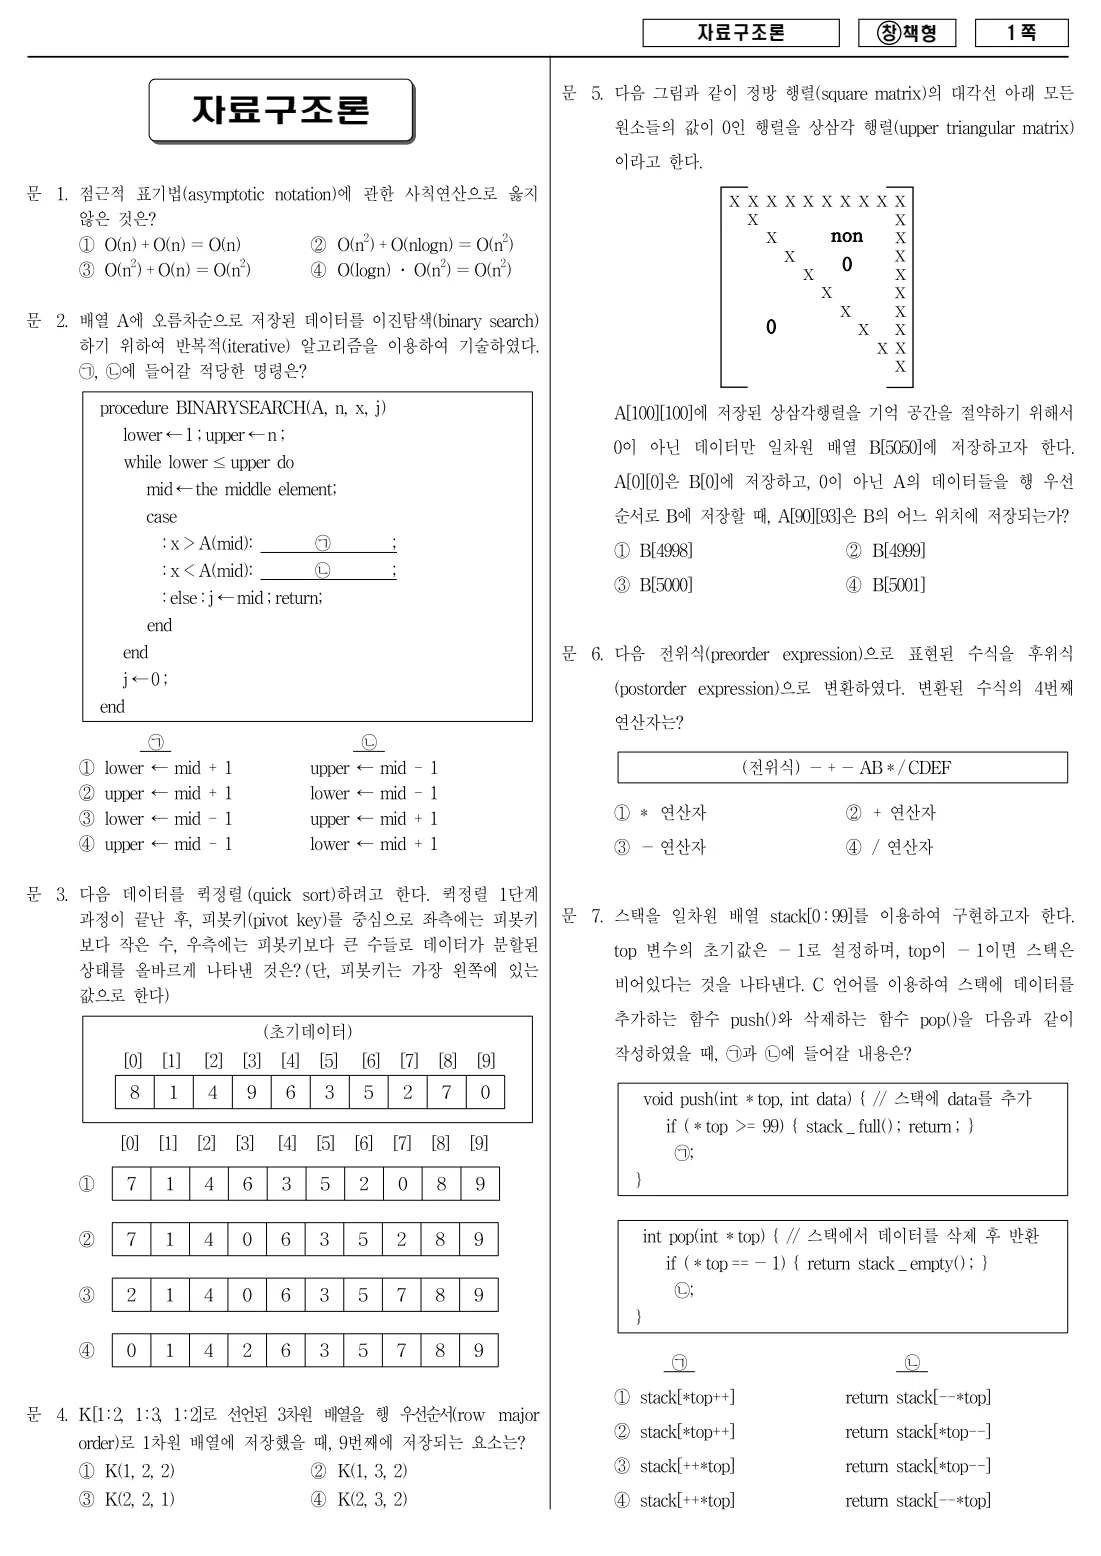 자료구조론
창책형
1 쪽
자료구조론
문 1. 점근적 표기법(asymptotic notation)에 관한 사칙연산으로 옳지
않은 것은?
① O(n) + O(n) = O(n)
② O(n²) + O(nlogn) = O(n²)
③ O(n²) + O(n) = O(n²)
④ O(logn) · O(n²) = O(n²)
문 2. 배열 A에 오름차순으로 저장된 데이터를 이진탐색(binary search)
하기 위하여 반복적(iterative) 알고리즘을 이용하여 기술하였다.
㉠, ㉡에 들어갈 적당한 명령은?
procedure BINARYSEARCH(A, n, x, j)
lower ← 1 ; upper ← n ;
while lower ≤ upper do
mid ← the middle element;
case
: x > A(mid): ㉠ ;
: x < A(mid): ㉡ ;
: else : j ← mid ; return;
end
end
j ← 0 ;
end
㉠ ㉡
① lower ← mid + 1 upper ← mid - 1
② upper ← mid + 1 lower ← mid - 1
③ lower ← mid - 1 upper ← mid + 1
④ upper ← mid - 1 lower ← mid + 1
문 3. 다음 데이터를 퀵정렬(quick sort)하려고 한다. 퀵정렬 1단계
과정이 끝난 후, 피봇키(pivot key)를 중심으로 좌측에는 피봇키
보다 작은 수, 우측에는 피봇키보다 큰 수들로 데이터가 분할된
상태를 올바르게 나타낸 것은? (단, 피봇키는 가장 왼쪽에 있는
값으로 한다)
(초기데이터)
[0] [1] [2] [3] [4] [5] [6] [7] [8] [9]
8 1 4 9 6 3 5 2 7 0
[0] [1] [2] [3] [4] [5] [6] [7] [8] [9]
① 7 1 4 6 3 5 2 0 8 9
② 7 1 4 0 6 3 5 2 8 9
③ 2 1 4 0 6 3 5 7 8 9
④ 0 1 4 2 6 3 5 7 8 9
문 4. K[1:2, 1:3, 1:2]로 선언된 3차원 배열을 행 우선순서(row major
order)로 1차원 배열에 저장했을 때, 9번째에 저장되는 요소는?
① K(1, 2, 2)
② K(1, 3, 2)
③ K(2, 2, 1)
④ K(2, 3, 2)
문 5. 다음 그림과 같이 정방 행렬(square matrix)의 대각선 아래 모든
원소들의 값이 0인 행렬을 상삼각 행렬(upper triangular matrix)
이라고 한다.
X X X X X X X X X X
X X
X non X
X 0 X
X X
X X
X X
0 X X
X X
X
A[100][100]에 저장된 상삼각행렬을 기억 공간을 절약하기 위해서
0이 아닌 데이터만 일차원 배열 B[5050]에 저장하고자 한다.
A[0][0]은 B[0]에 저장하고, 0이 아닌 A의 데이터들을 행 우선
순서로 B에 저장할 때, A[90][93]은 B의 어느 위치에 저장되는가?
① B[4998]
② B[4999]
③ B[5000]
④ B[5001]
문 6. 다음 전위식(preorder expression)으로 표현된 수식을 후위식
(postorder expression)으로 변환하였다. 변환된 수식의 4번째
연산자는?
(전위식) − + − AB * / CDEF
① * 연산자
② + 연산자
③ − 연산자
④ / 연산자
문 7. 스택을 일차원 배열 stack[0 : 99]를 이용하여 구현하고자 한다.
top 변수의 초기값은 − 1로 설정하며, top이 − 1이면 스택은
비어있다는 것을 나타낸다. C 언어를 이용하여 스택에 데이터를
추가하는 함수 push()와 삭제하는 함수 pop()을 다음과 같이
작성하였을 때, ㉠과 ㉡에 들어갈 내용은?
void push(int * top, int data) { // 스택에 data를 추가
if ( * top >= 99) { stack _ full() ; return ; }
㉠;
}
int pop(int * top) { // 스택에서 데이터를 삭제 후 반환
if ( * top == − 1) { return stack _ empty() ; }
㉡;
}
㉠ ㉡
① stack[*top++] return stack[--*top]
② stack[*top++] return stack[*top--]
③ stack[++*top] return stack[*top--]
④ stack[++*top] return stack[--*top]